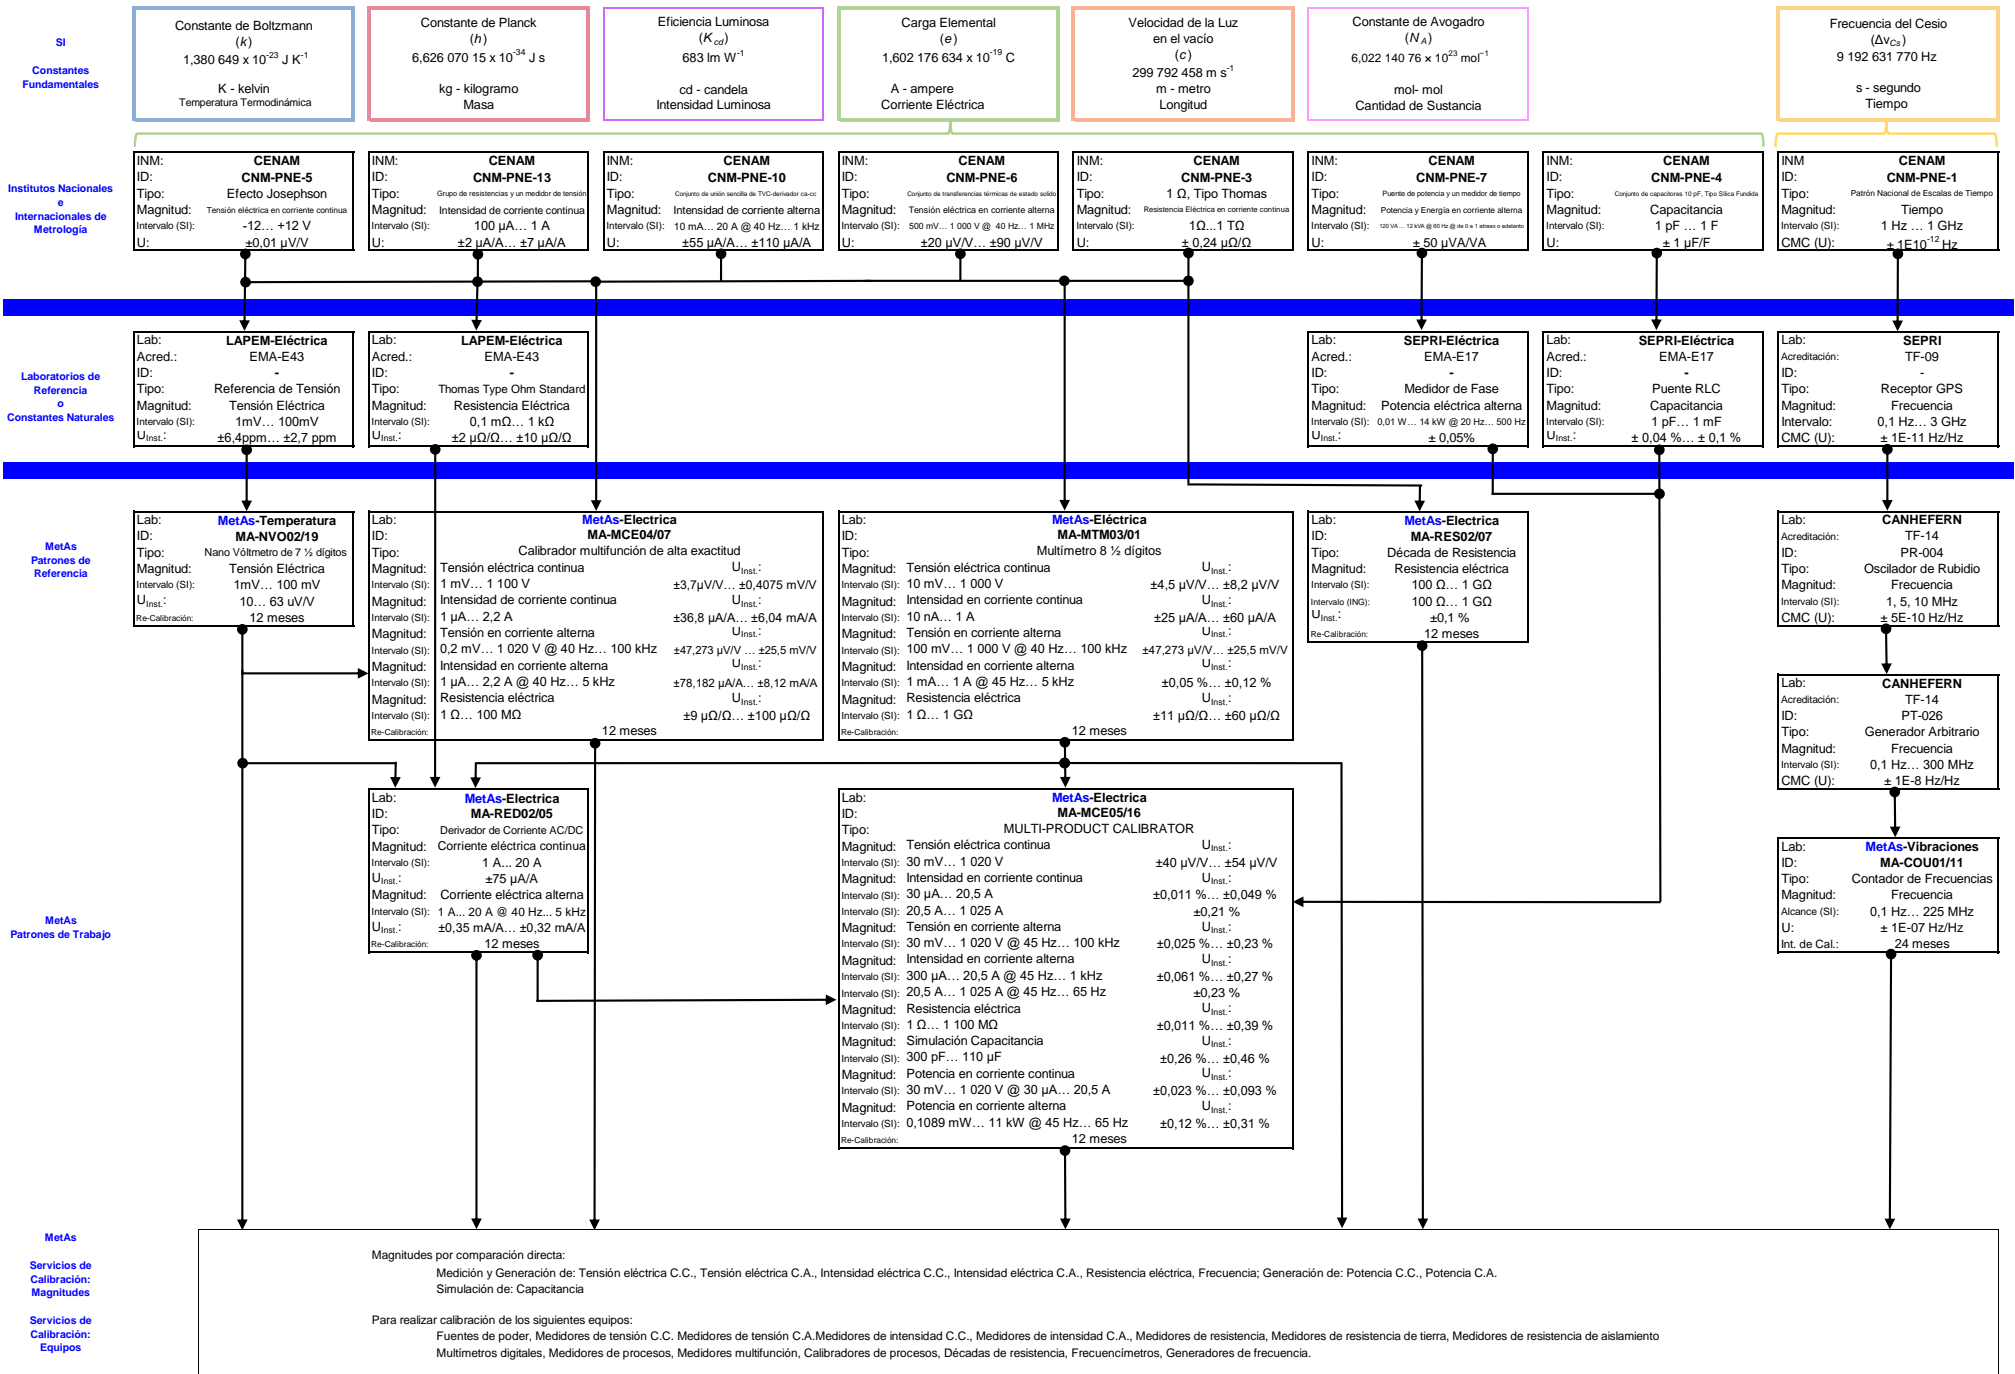 SI
Constantes
Fundamentales
Constante de Boltzmann
(k)
1,380 649 x 10-23 J K-1
K - kelvin
Temperatura Termodinámica
Constante de Planck
(h)
6,626 070 15 x 10-34 J s
kg - kilogramo
Masa
Eficiencia Luminosa
(Kcd)
683 lm W-1
cd - candela
Intensidad Luminosa
Carga Elemental
(e)
1,602 176 634 x 10-19 C
A - ampere
Corriente Eléctrica
Velocidad de la Luz
en el vacío
(c)
299 792 458 m s-1
m - metro
Longitud
Constante de Avogadro
(NA)
6,022 140 76 × 1023 mol−1
mol- mol
Cantidad de Sustancia
Frecuencia del Cesio
(ΔvCs)
9 192 631 770 Hz
s - segundo
Tiempo
Institutos Nacionales
e
Internacionales de
Metrología
INM: CENAM
ID: CNM-PNE-5
Tipo: Efecto Josephson
Magnitud: Tensión eléctrica en corriente continua
Intervalo (SI): -12... +12 V
U: ±0,01 µV/V
INM: CENAM
ID: CNM-PNE-13
Tipo: Grupo de resistencias y un medidor de tensión
Magnitud: Intensidad de corriente continua
Intervalo (SI): 100 µA… 1 A
U: ±2 µA/A… ±7 µA/A
INM: CENAM
ID: CNM-PNE-10
Tipo: Conjunto de unión sencilla de TVC-derivador ca-cc
Magnitud: Intensidad de corriente alterna
Intervalo (SI): 10 mA… 20 A @ 40 Hz… 1 kHz
U: ±55 µA/A… ±110 µA/A
INM: CENAM
ID: CNM-PNE-6
Tipo: Conjunto de transferencias térmicas de estado solido
Magnitud: Tensión eléctrica en corriente alterna
Intervalo (SI): 500 mV… 1 000 V @ 40 Hz… 1 MHz
U: ±20 µV/V… ±90 µV/V
INM: CENAM
ID: CNM-PNE-3
Tipo: 1 Ω, Tipo Thomas
Magnitud: Resistencia Eléctrica en corriente continua
Intervalo (SI): 1Ω…1 TΩ
U: ± 0,24 µΩ/Ω
INM: CENAM
ID: CNM-PNE-7
Tipo: Puente de potencia y un medidor de tiempo
Magnitud: Potencia y Energía en corriente alterna
Intervalo (SI): 120 VA … 12 kVA @ 60 Hz @ de 0 a 1 atraso o adelanto
U: ± 50 µVA/VA
INM: CENAM
ID: CNM-PNE-4
Tipo: Conjunto de capacitores 10 pF, Tipo Sílica Fundida
Magnitud: Capacitancia
Intervalo (SI): 1 pF … 1 F
U: ± 1 µF/F
INM CENAM
ID: CNM-PNE-1
Tipo: Patrón Nacional de Escalas de Tiempo
Magnitud: Tiempo
Intervalo (SI): 1 Hz … 1 GHz
CMC (U): ± 1E10-12 Hz
Laboratorios de
Referencia
o
Constantes Naturales
Lab: LAPEM-Eléctrica
Acred.: EMA-E43
ID: -
Tipo: Referencia de Tensión
Magnitud: Tensión Eléctrica
Intervalo (SI): 1mV… 100mV
UInst.: ±6,4ppm… ±2,7 ppm
Lab: LAPEM-Eléctrica
Acred.: EMA-E43
ID: -
Tipo: Thomas Type Ohm Standard
Magnitud: Resistencia Eléctrica
Intervalo (SI): 0,1 mΩ… 1 kΩ
UInst.: ±2 µΩ/Ω… ±10 µΩ/Ω
Lab: SEPRI-Eléctrica
Acred.: EMA-E17
ID: -
Tipo: Medidor de Fase
Magnitud: Potencia eléctrica alterna
Intervalo (SI): 0,01 W… 14 kW @ 20 Hz… 500 Hz
UInst.: ± 0,05%
Lab: SEPRI-Eléctrica
Acred.: EMA-E17
ID: -
Tipo: Puente RLC
Magnitud: Capacitancia
Intervalo (SI): 1 pF… 1 mF
UInst.: ± 0,04 %… ± 0,1 %
Lab: SEPRI
Acreditación: TF-09
ID: -
Tipo: Receptor GPS
Magnitud: Frecuencia
Intervalo: 0,1 Hz… 3 GHz
CMC (U): ± 1E-11 Hz/Hz
MetAs
Patrones de
Referencia
Lab: MetAs-Temperatura
ID: MA-NVO02/19
Tipo: Nano Vóltmetro de 7 ½ dígitos
Magnitud: Tensión Eléctrica
Intervalo (SI): 1mV… 100 mV
UInst.: 10… 63 uV/V
Re-Calibración: 12 meses
Lab: MetAs-Electrica
ID: MA-MCE04/07
Tipo: Calibrador multifunción de alta exactitud
Magnitud: Tensión eléctrica continua UInst.:
Intervalo (SI): 1 mV… 1 100 V ±3,7µV/V… ±0,4075 mV/V
Magnitud: Intensidad de corriente continua UInst.:
Intervalo (SI): 1 µA… 2,2 A ±36,8 µA/A… ±6,04 mA/A
Magnitud: Tensión en corriente alterna UInst.:
Intervalo (SI): 0,2 mV… 1 020 V @ 40 Hz… 100 kHz ±47,273 µV/V … ±25,5 mV/V
Magnitud: Intensidad en corriente alterna UInst.:
Intervalo (SI): 1 µA… 2,2 A @ 40 Hz… 5 kHz ±78,182 µA/A… ±8,12 mA/A
Magnitud: Resistencia eléctrica UInst.:
Intervalo (SI): 1 Ω… 100 MΩ ±9 µΩ/Ω… ±100 µΩ/Ω
Re-Calibración: 12 meses
Lab: MetAs-Eléctrica
ID: MA-MTM03/01
Tipo: Multímetro 8 ½ dígitos
Magnitud: Tensión eléctrica continua UInst.:
Intervalo (SI): 10 mV… 1 000 V ±4,5 µV/V… ±8,2 µV/V
Magnitud: Intensidad en corriente continua UInst.:
Intervalo (SI): 10 nA… 1 A ±25 µA/A… ±60 µA/A
Magnitud: Tensión en corriente alterna UInst.:
Intervalo (SI): 100 mV… 1 000 V @ 40 Hz… 100 kHz ±47,273 µV/V… ±25,5 mV/V
Magnitud: Intensidad en corriente alterna UInst.:
Intervalo (SI): 1 mA… 1 A @ 45 Hz… 5 kHz ±0,05 %… ±0,12 %
Magnitud: Resistencia eléctrica UInst.:
Intervalo (SI): 1 Ω… 1 GΩ ±11 µΩ/Ω… ±60 µΩ/Ω
Re-Calibración: 12 meses
Lab: MetAs-Electrica
ID: MA-RES02/07
Tipo: Década de Resistencia
Magnitud: Resistencia eléctrica
Intervalo (SI): 100 Ω… 1 GΩ
Intervalo (ING): 100 Ω… 1 GΩ
UInst.: ±0,1 %
Re-Calibración: 12 meses
Lab: CANHEFERN
Acreditación: TF-14
ID: PR-004
Tipo: Oscilador de Rubidio
Magnitud: Frecuencia
Intervalo (SI): 1, 5, 10 MHz
CMC (U): ± 5E-10 Hz/Hz
Lab: CANHEFERN
Acreditación: TF-14
ID: PT-026
Tipo: Generador Arbitrario
Magnitud: Frecuencia
Intervalo (SI): 0,1 Hz… 300 MHz
CMC (U): ± 1E-8 Hz/Hz
MetAs
Patrones de Trabajo
Lab: MetAs-Electrica
ID: MA-RED02/05
Tipo: Derivador de Corriente AC/DC
Magnitud: Corriente eléctrica continua
Intervalo (SI): 1 A... 20 A
UInst.: ±75 µA/A
Magnitud: Corriente eléctrica alterna
Intervalo (SI): 1 A... 20 A @ 40 Hz... 5 kHz
UInst.: ±0,35 mA/A… ±0,32 mA/A
Re-Calibración: 12 meses
Lab: MetAs-Electrica
ID: MA-MCE05/16
Tipo: MULTI-PRODUCT CALIBRATOR
Magnitud: Tensión eléctrica continua UInst.:
Intervalo (SI): 30 mV… 1 020 V ±40 µV/V… ±54 µV/V
Magnitud: Intensidad en corriente continua UInst.:
Intervalo (SI): 30 µA… 20,5 A ±0,011 %… ±0,049 %
Intervalo (SI): 20,5 A… 1 025 A ±0,21 %
Magnitud: Tensión en corriente alterna UInst.:
Intervalo (SI): 30 mV… 1 020 V @ 45 Hz… 100 kHz ±0,025 %… ±0,23 %
Magnitud: Intensidad en corriente alterna UInst.:
Intervalo (SI): 300 µA… 20,5 A @ 45 Hz… 1 kHz ±0,061 %… ±0,27 %
Intervalo (SI): 20,5 A… 1 025 A @ 45 Hz… 65 Hz ±0,23 %
Magnitud: Resistencia eléctrica UInst.:
Intervalo (SI): 1 Ω… 1 100 MΩ ±0,011 %… ±0,39 %
Magnitud: Simulación Capacitancia UInst.:
Intervalo (SI): 300 pF… 110 µF ±0,26 %… ±0,46 %
Magnitud: Potencia en corriente continua UInst.:
Intervalo (SI): 30 mV… 1 020 V @ 30 µA… 20,5 A ±0,023 %… ±0,093 %
Magnitud: Potencia en corriente alterna UInst.:
Intervalo (SI): 0,1089 mW… 11 kW @ 45 Hz… 65 Hz ±0,12 %… ±0,31 %
Re-Calibración: 12 meses
Lab: MetAs-Vibraciones
ID: MA-COU01/11
Tipo: Contador de Frecuencias
Magnitud: Frecuencia
Alcance (SI): 0,1 Hz… 225 MHz
U: ± 1E-07 Hz/Hz
Int. de Cal.: 24 meses
MetAs
Servicios de
Calibración:
Magnitudes
Servicios de
Calibración:
Equipos
Magnitudes por comparación directa:
Medición y Generación de: Tensión eléctrica C.C., Tensión eléctrica C.A., Intensidad eléctrica C.C., Intensidad eléctrica C.A., Resistencia eléctrica, Frecuencia; Generación de: Potencia C.C., Potencia C.A.
Simulación de: Capacitancia
Para realizar calibración de los siguientes equipos:
Fuentes de poder, Medidores de tensión C.C. Medidores de tensión C.A.Medidores de intensidad C.C., Medidores de intensidad C.A., Medidores de resistencia, Medidores de resistencia de tierra, Medidores de resistencia de aislamiento
Multímetros digitales, Medidores de procesos, Medidores multifunción, Calibradores de procesos, Décadas de resistencia, Frecuencímetros, Generadores de frecuencia.